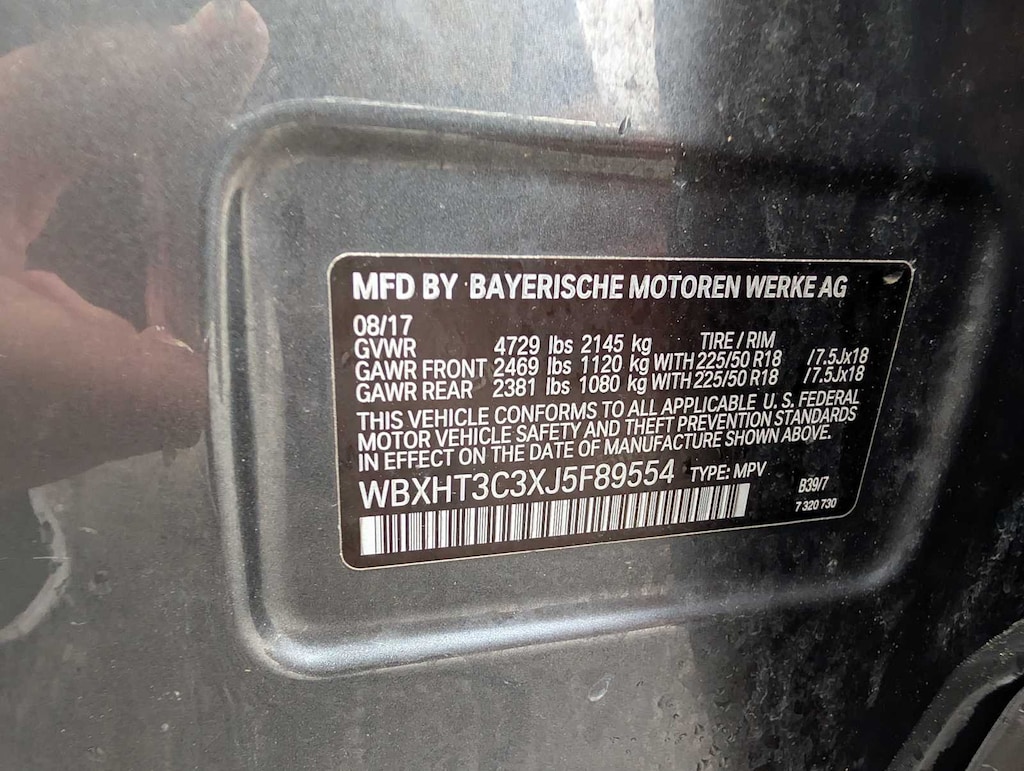 MFD BY BAYERISCHE MOTOREN WERKE AG
08/17
GVWR 4729 lbs 2145 kg TIRE / RIM
GAWR FRONT 2469 lbs 1120 kg WITH 225/50 R18 /7.5Jx18
GAWR REAR 2381 lbs 1080 kg WITH 225/50 R18 /7.5Jx18
THIS VEHICLE CONFORMS TO ALL APPLICABLE U. S. FEDERAL
MOTOR VEHICLE SAFETY AND THEFT PREVENTION STANDARDS
IN EFFECT ON THE DATE OF MANUFACTURE SHOWN ABOVE.
WBXHT3C3XJ5F89554 TYPE: MPV B39/7
7 320 730